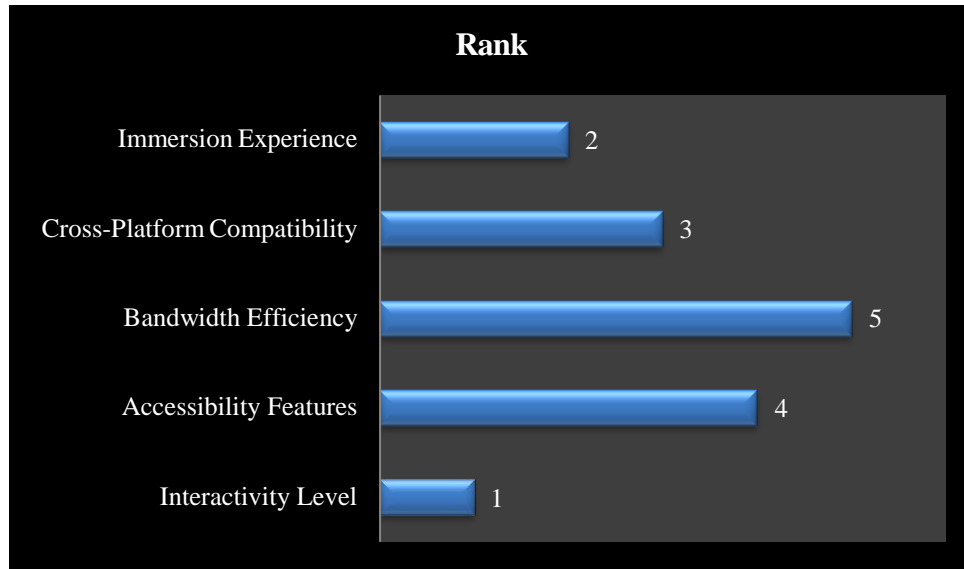 Rank
Immersion Experience 2
Cross-Platform Compatibility 3
Bandwidth Efficiency 5
Accessibility Features 4
Interactivity Level 1